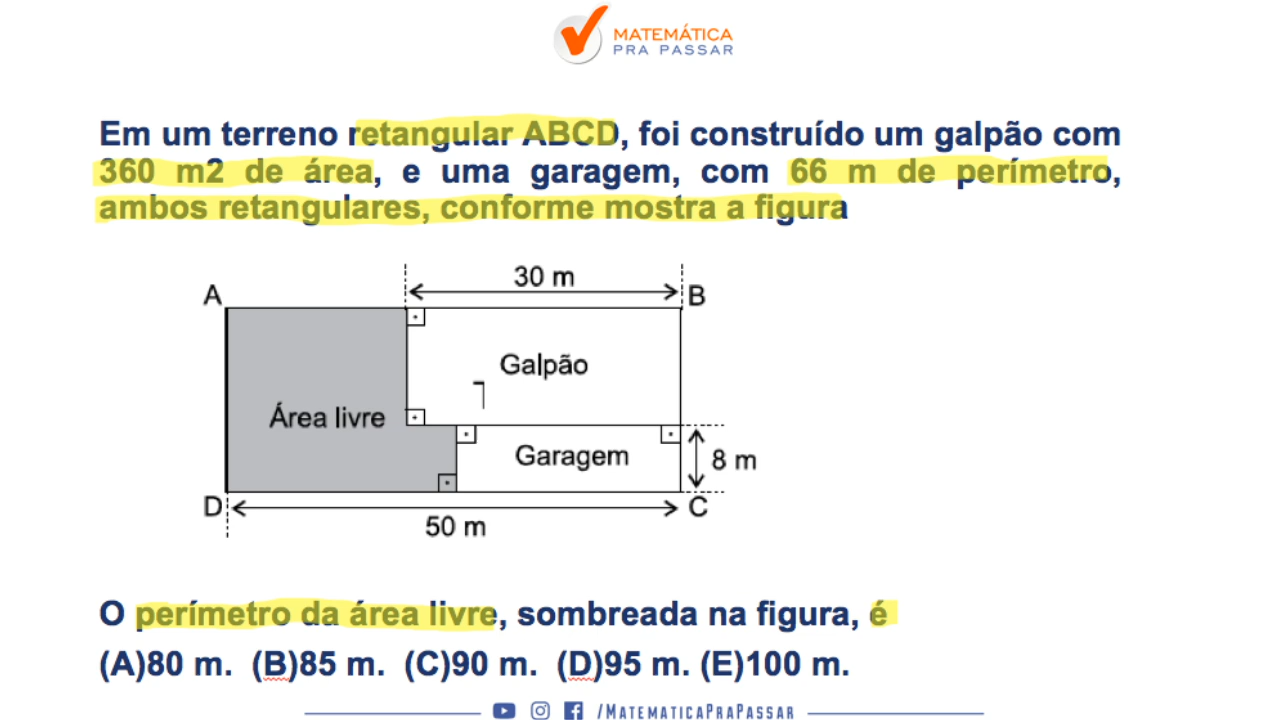 MATEMÁTICA
PRA PASSAR
Em um terreno retangular ABCD, foi construído um galpão com
360 m2 de área, e uma garagem, com 66 m de perímetro,
ambos retangulares, conforme mostra a figura
30 m
A
B
Galpão
Área livre
Garagem
8 m
D
C
50 m
O perímetro da área livre, sombreada na figura, é
(A)80 m. (B)85 m. (C)90 m. (D)95 m. (E)100 m.
/MATEMATICAPRAPASSAR